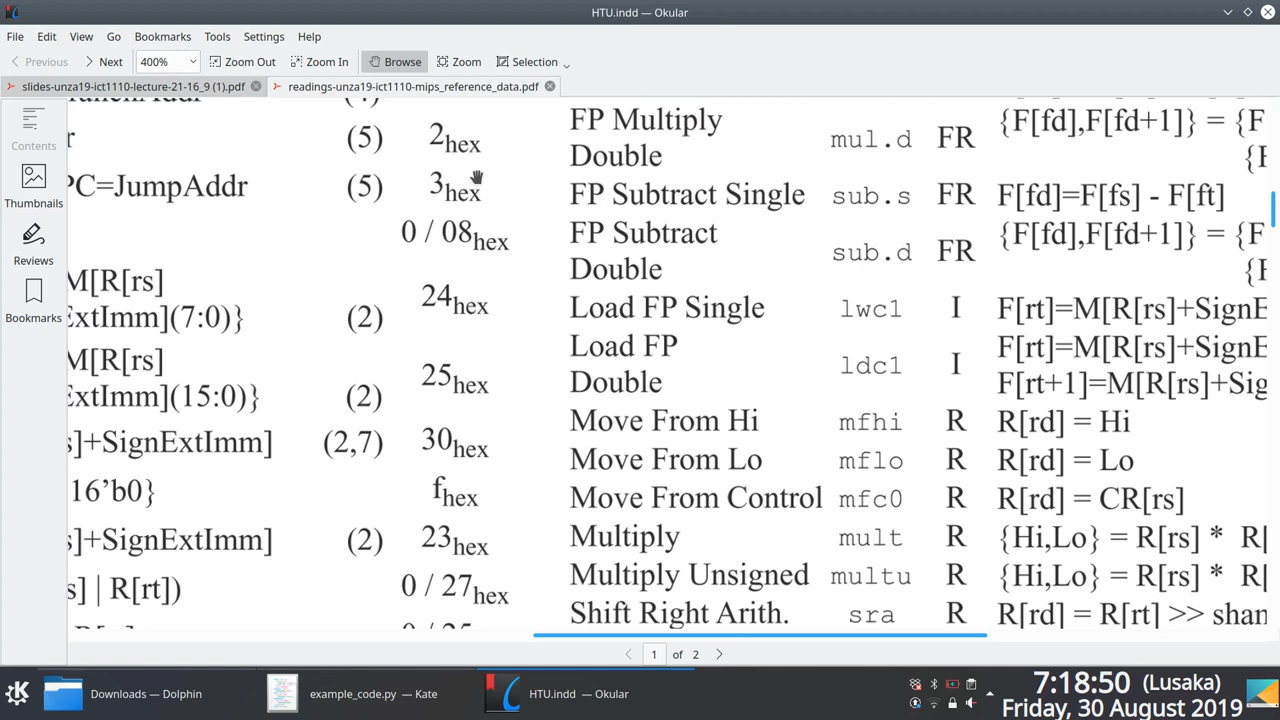 HTU.indd — Okular
File Edit View Go Bookmarks Tools Settings Help
Previous Next 400% Zoom Out Zoom In Browse Zoom Selection
slides-unza19-ict1110-lecture-21-16_9 (1).pdf readings-unza19-ict1110-mips_reference_data.pdf
Contents
Thumbnails
Reviews
Bookmarks
r (5) 2hex
PC=JumpAddr (5) 3hex
0 / 08hex
M[R[rs]
ExtImm](7:0)} (2) 24hex
M[R[rs]
ExtImm](15:0)} (2) 25hex
s]+SignExtImm] (2,7) 30hex
16’b0} fhex
s]+SignExtImm] (2) 23hex
s] | R[rt]) 0 / 27hex
FP Multiply
Double mul.d FR {F[fd],F[fd+1]} = {F
{F
FP Subtract Single sub.s FR F[fd]=F[fs] - F[ft]
FP Subtract
Double sub.d FR {F[fd],F[fd+1]} = {F
{F
Load FP Single lwc1 I F[rt]=M[R[rs]+SignE
Load FP
Double ldc1 I F[rt]=M[R[rs]+SignE
F[rt+1]=M[R[rs]+Sig
Move From Hi mfhi R R[rd] = Hi
Move From Lo mflo R R[rd] = Lo
Move From Control mfc0 R R[rd] = CR[rs]
Multiply mult R {Hi,Lo} = R[rs] * R[
Multiply Unsigned multu R {Hi,Lo} = R[rs] * R[
Shift Right Arith. sra R R[rd] = R[rt] >> sham
1 of 2
Downloads — Dolphin example_code.py — Kate HTU.indd — Okular
7:18:50 (Lusaka)
Friday, 30 August 2019